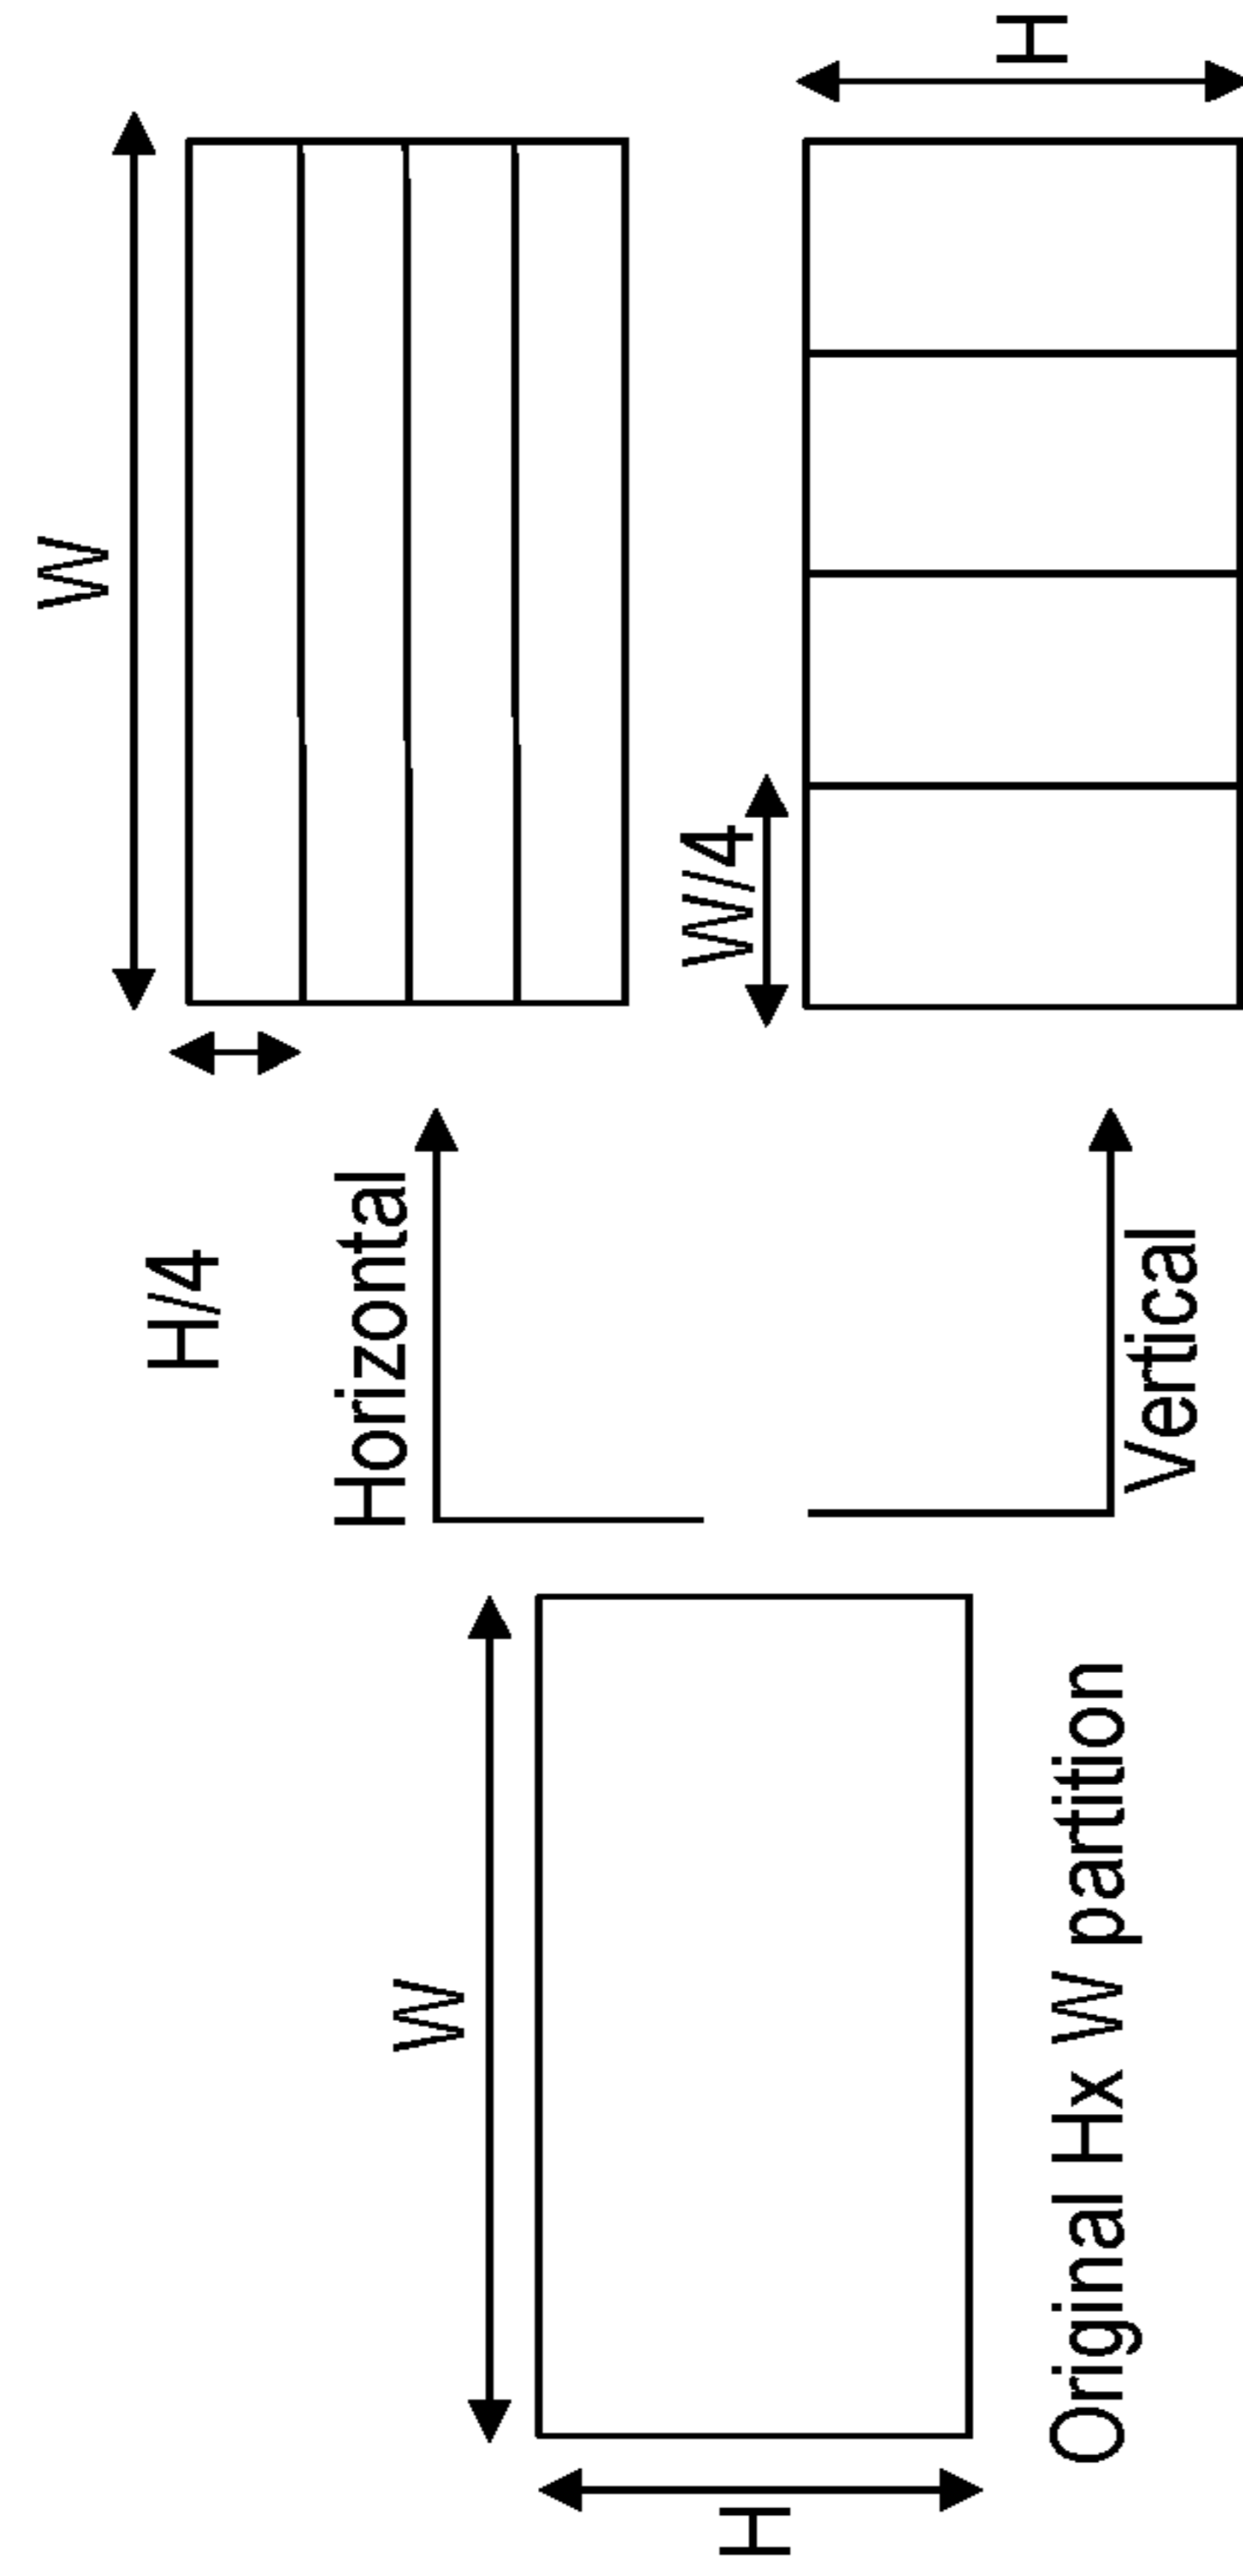 W
H
Original Hx W partition
Horizontal
Vertical
H/4
W
W/4
H